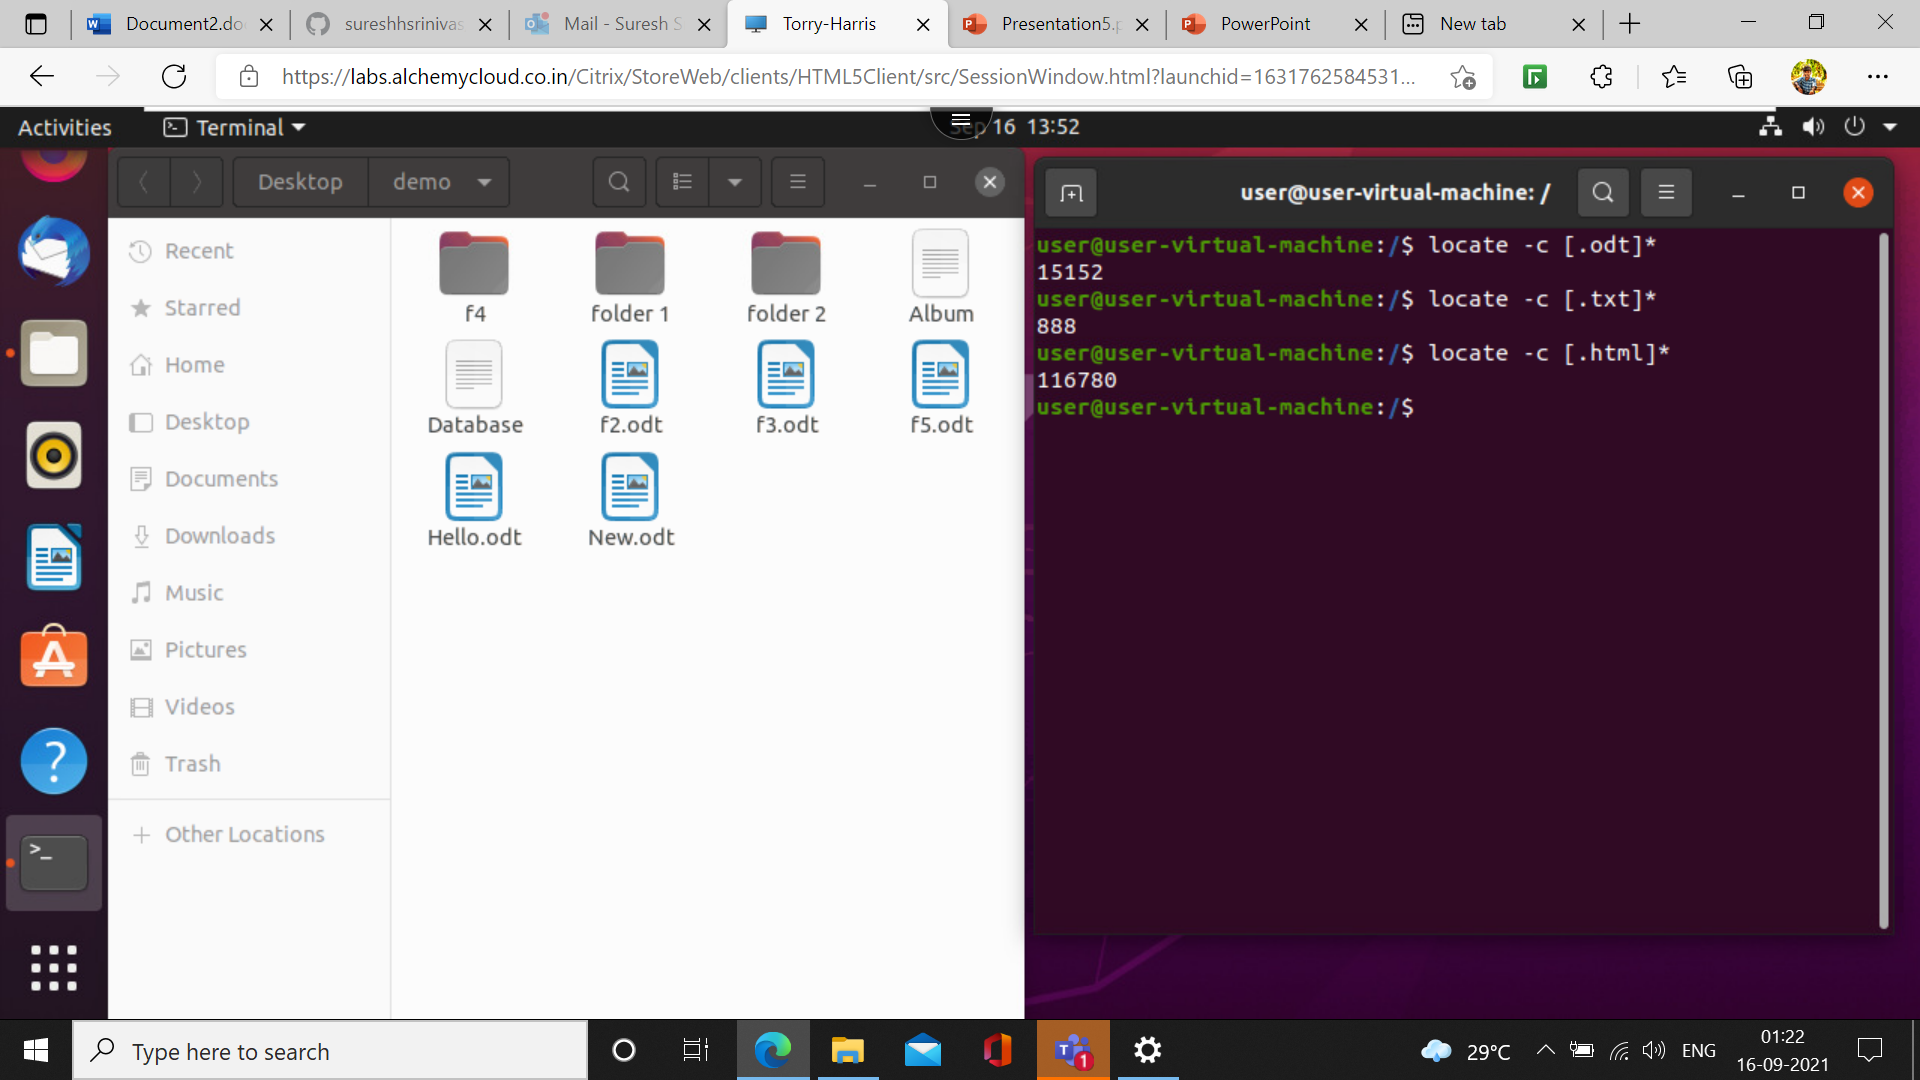 Document2.do
sureshhsrinivas
Mail - Suresh S
Torry-Harris
Presentation5.p
PowerPoint
New tab
https://labs.alchemycloud.co.in/Citrix/StoreWeb/clients/HTML5Client/src/SessionWindow.html?launchid=1631762584531...
Activities
Terminal
Sep 16 13:52
Desktop
demo
user@user-virtual-machine: /
Recent
Starred
Home
Desktop
Documents
Downloads
Music
Pictures
Videos
Trash
Other Locations
f4
folder 1
folder 2
Album
Database
f2.odt
f3.odt
f5.odt
Hello.odt
New.odt
user@user-virtual-machine:/$ locate -c [.odt]*
15152
user@user-virtual-machine:/$ locate -c [.txt]*
888
user@user-virtual-machine:/$ locate -c [.html]*
116780
user@user-virtual-machine:/$
Type here to search
1
29°C
ENG
01:22
16-09-2021